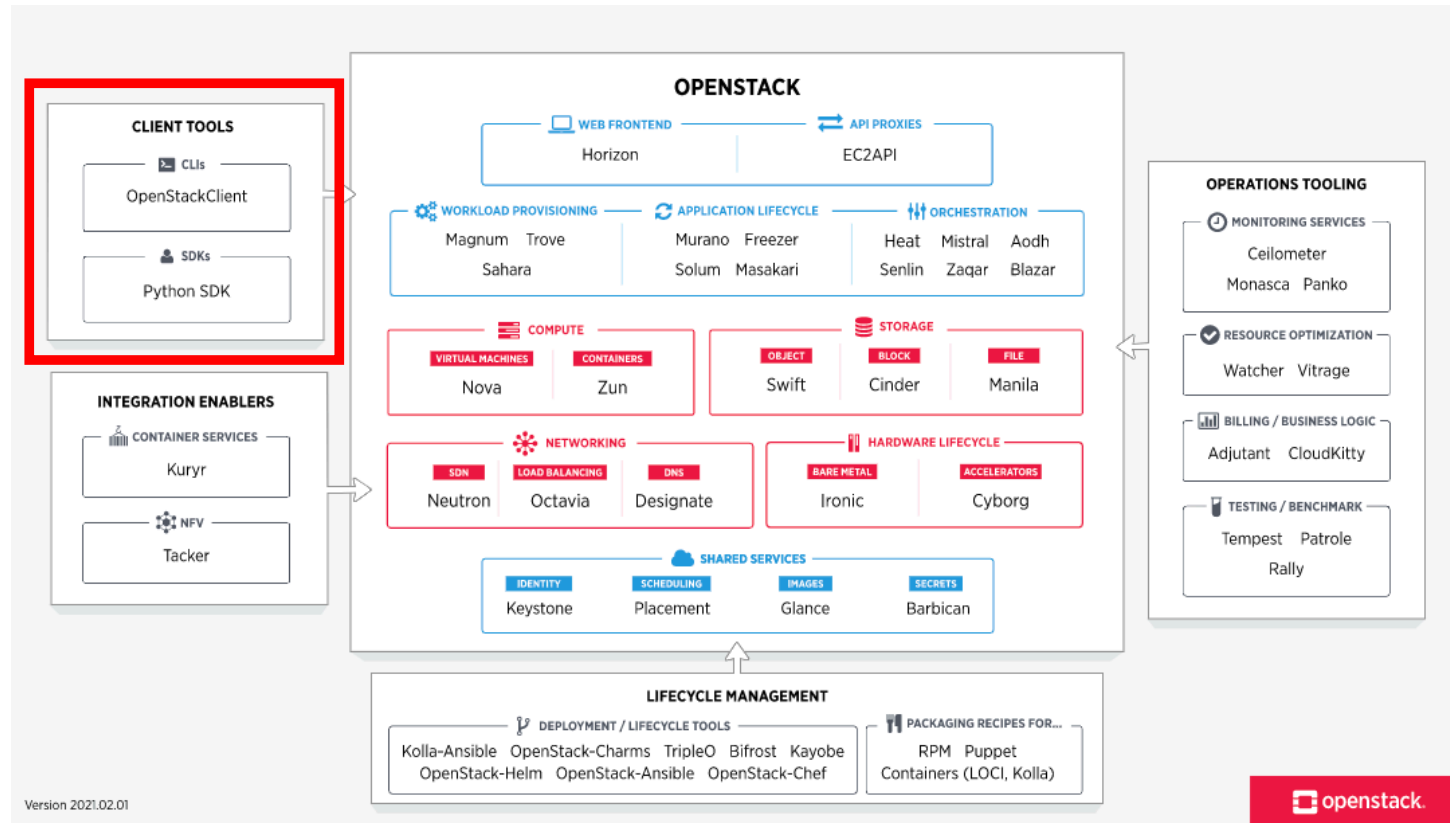 OPENSTACK
WEB FRONTEND
API PROXIES
Horizon
EC2API
WORKLOAD PROVISIONING
APPLICATION LIFECYCLE
ORCHESTRATION
Magnum Trove
Sahara
Murano Freezer
Solum Masakari
Heat Mistral Aodh
Senlin Zaqar Blazar
COMPUTE
VIRTUAL MACHINES
CONTAINERS
Nova
Zun
STORAGE
OBJECT
BLOCK
FILE
Swift
Cinder
Manila
NETWORKING
SDN
LOAD BALANCING
DNS
Neutron
Octavia
Designate
HARDWARE LIFECYCLE
BARE METAL
ACCELERATORS
Ironic
Cyborg
SHARED SERVICES
IDENTITY
SCHEDULING
IMAGES
SECRETS
Keystone
Placement
Glance
Barbican
CLIENT TOOLS
CLIs
OpenStackClient
SDKs
Python SDK
INTEGRATION ENABLERS
CONTAINER SERVICES
Kuryr
NFV
Tacker
OPERATIONS TOOLING
MONITORING SERVICES
Ceilometer
Monasca Panko
RESOURCE OPTIMIZATION
Watcher Vitrage
BILLING / BUSINESS LOGIC
Adjutant CloudKitty
TESTING / BENCHMARK
Tempest Patrole
Rally
LIFECYCLE MANAGEMENT
DEPLOYMENT / LIFECYCLE TOOLS
Kolla-Ansible OpenStack-Charms TripleO Bifrost Kayobe
OpenStack-Helm OpenStack-Ansible OpenStack-Chef
PACKAGING RECIPES FOR...
RPM Puppet
Containers (LOCI, Kolla)
Version 2021.02.01
openstack.